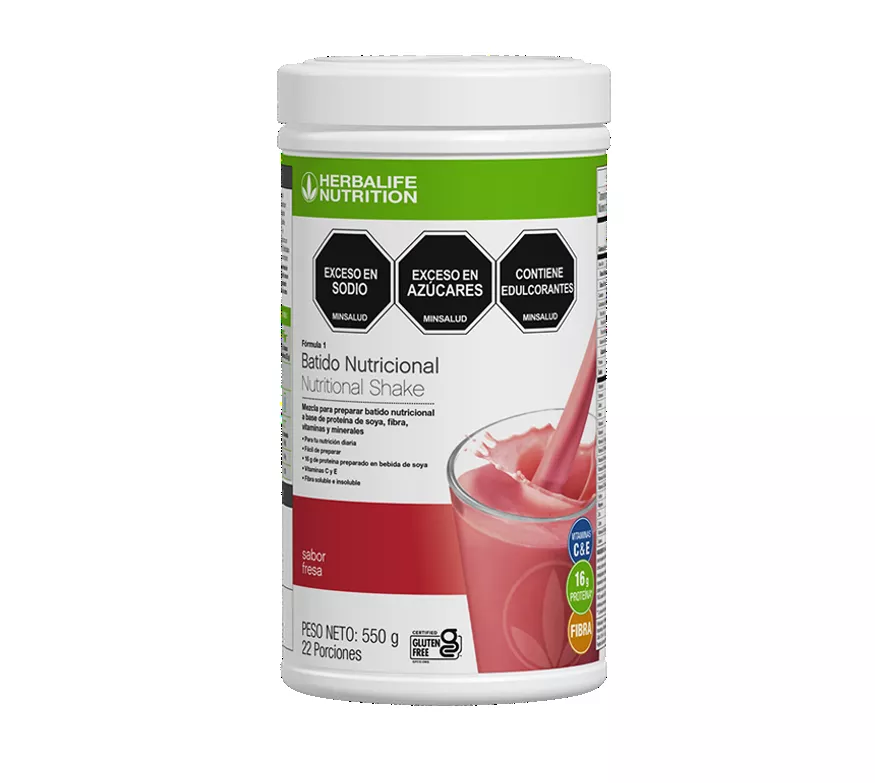 HERBALIFE
NUTRITION
EXCESO EN
SODIO
MINSALUD
EXCESO EN
AZÚCARES
MINSALUD
CONTIENE
EDULCORANTES
MINSALUD
Fórmula 1
Batido Nutricional
Nutritional Shake
Mezcla para preparar batido nutricional
a base de proteína de soya, fibra,
vitaminas y minerales
• Para tu nutrición diaria
• Fácil de preparar
• 16 g de proteína preparado en bebida de soya
• Vitaminas C y E
• Fibra soluble e insoluble
sabor
fresa
VITAMINAS
C & E
16 g
PROTEÍNA*
FIBRA
PESO NETO: 550 g
22 Porciones
CERTIFIED
GLUTEN
FREE